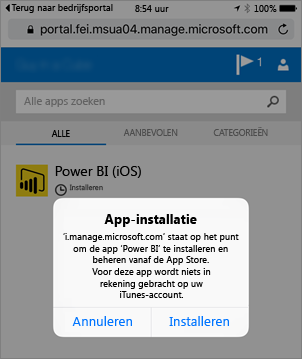 Terug naar bedrijfsportal
8:54 uur
100%
portal.fei.msua04.manage.microsoft.com
1
Alle apps zoeken
ALLE
AANBEVOLEN
CATEGORIEËN
Power BI (iOS)
Installeren
App-installatie
'i.manage.microsoft.com' staat op het punt
om de app 'Power BI' te installeren en
beheren vanaf de App Store.
Voor deze app wordt niets in
rekening gebracht op uw
iTunes-account.
Annuleren
Installeren